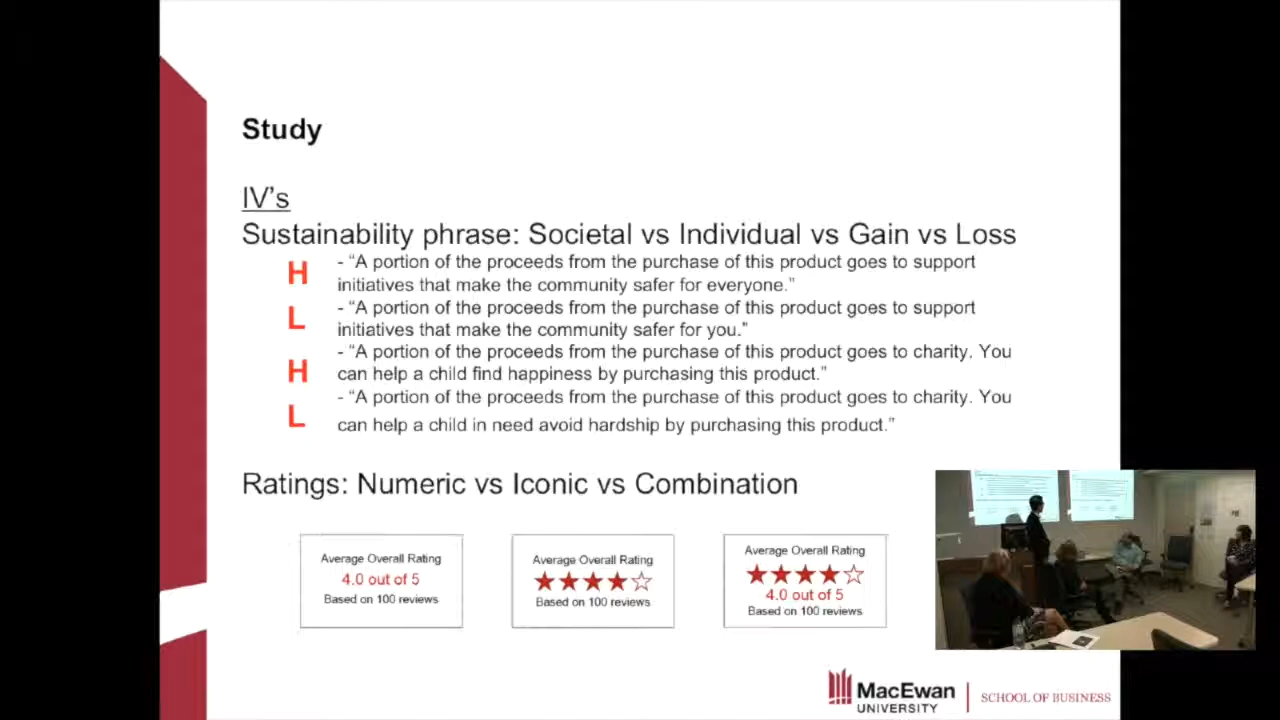 Study
IV's
Sustainability phrase: Societal vs Individual vs Gain vs Loss
H
- “A portion of the proceeds from the purchase of this product goes to support
initiatives that make the community safer for everyone.”
L
- “A portion of the proceeds from the purchase of this product goes to support
initiatives that make the community safer for you.”
H
- “A portion of the proceeds from the purchase of this product goes to charity. You
can help a child find happiness by purchasing this product.”
L
- “A portion of the proceeds from the purchase of this product goes to charity. You
can help a child in need avoid hardship by purchasing this product.”
Ratings: Numeric vs Iconic vs Combination
Average Overall Rating
4.0 out of 5
Based on 100 reviews
Average Overall Rating
Based on 100 reviews
Average Overall Rating
4.0 out of 5
Based on 100 reviews
MacEwan
UNIVERSITY
SCHOOL OF BUSINESS